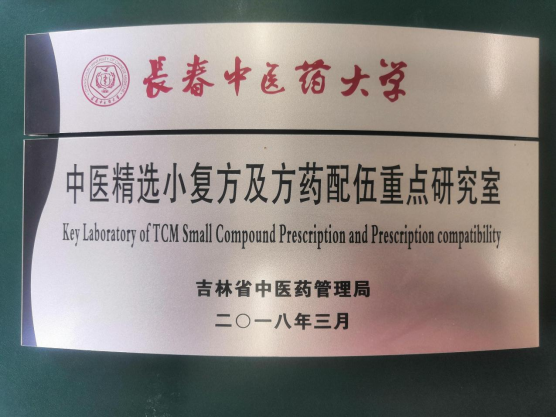 长春中医药大学
中医精选小复方及方药配伍重点研究室
Key Laboratory of TCM Small Compound Prescription and Prescription compatibility
吉林省中医药管理局
二〇一八年三月